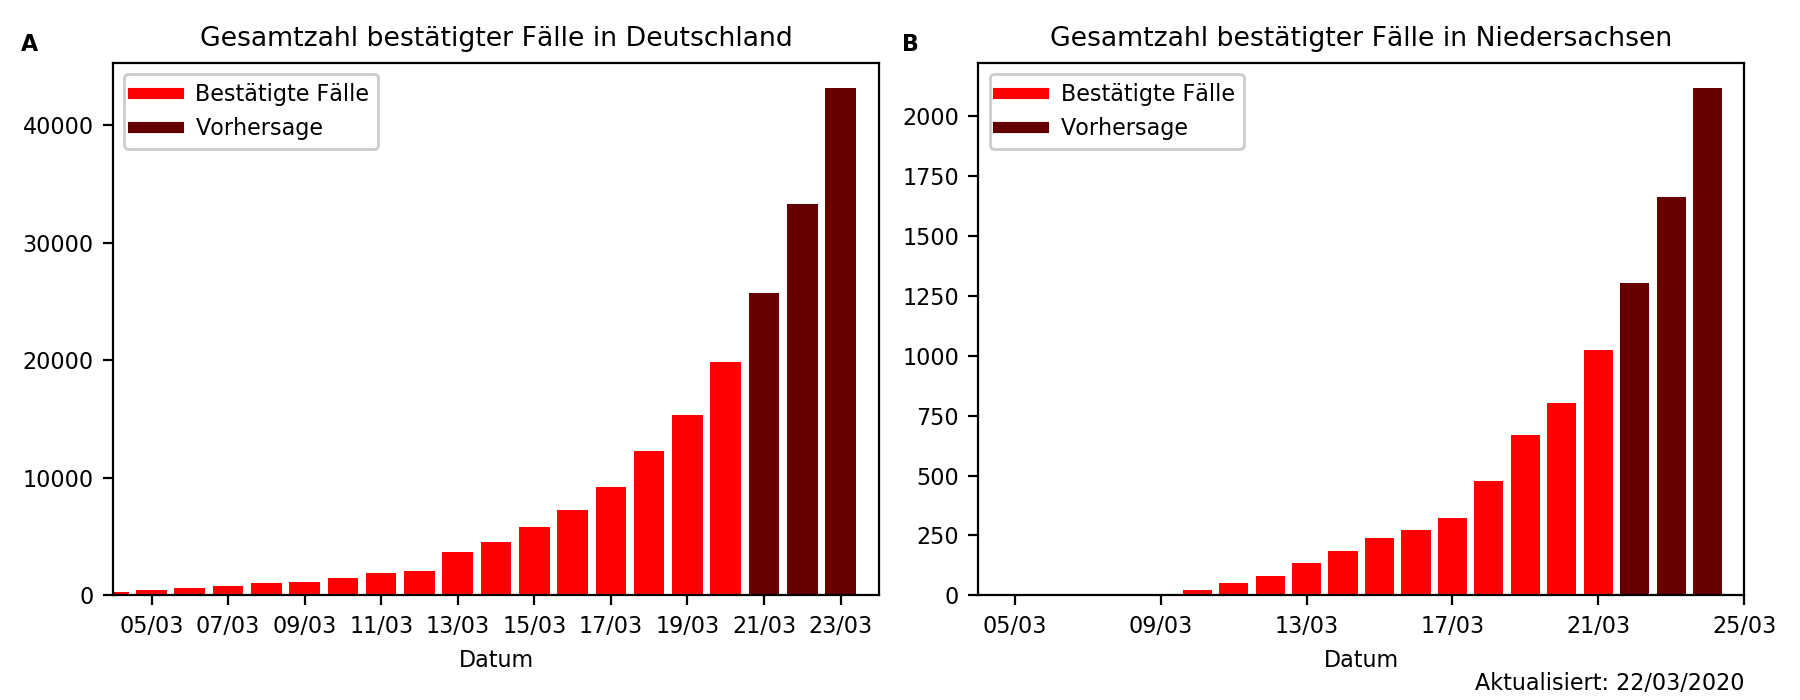 A
Gesamtzahl bestätigter Fälle in Deutschland
Bestätigte Fälle
Vorhersage
40000
30000
20000
10000
0
05/03 07/03 09/03 11/03 13/03 15/03 17/03 19/03 21/03 23/03
Datum
B
Gesamtzahl bestätigter Fälle in Niedersachsen
Bestätigte Fälle
Vorhersage
2000
1750
1500
1250
1000
750
500
250
0
05/03 09/03 13/03 17/03 21/03 25/03
Datum
Aktualisiert: 22/03/2020